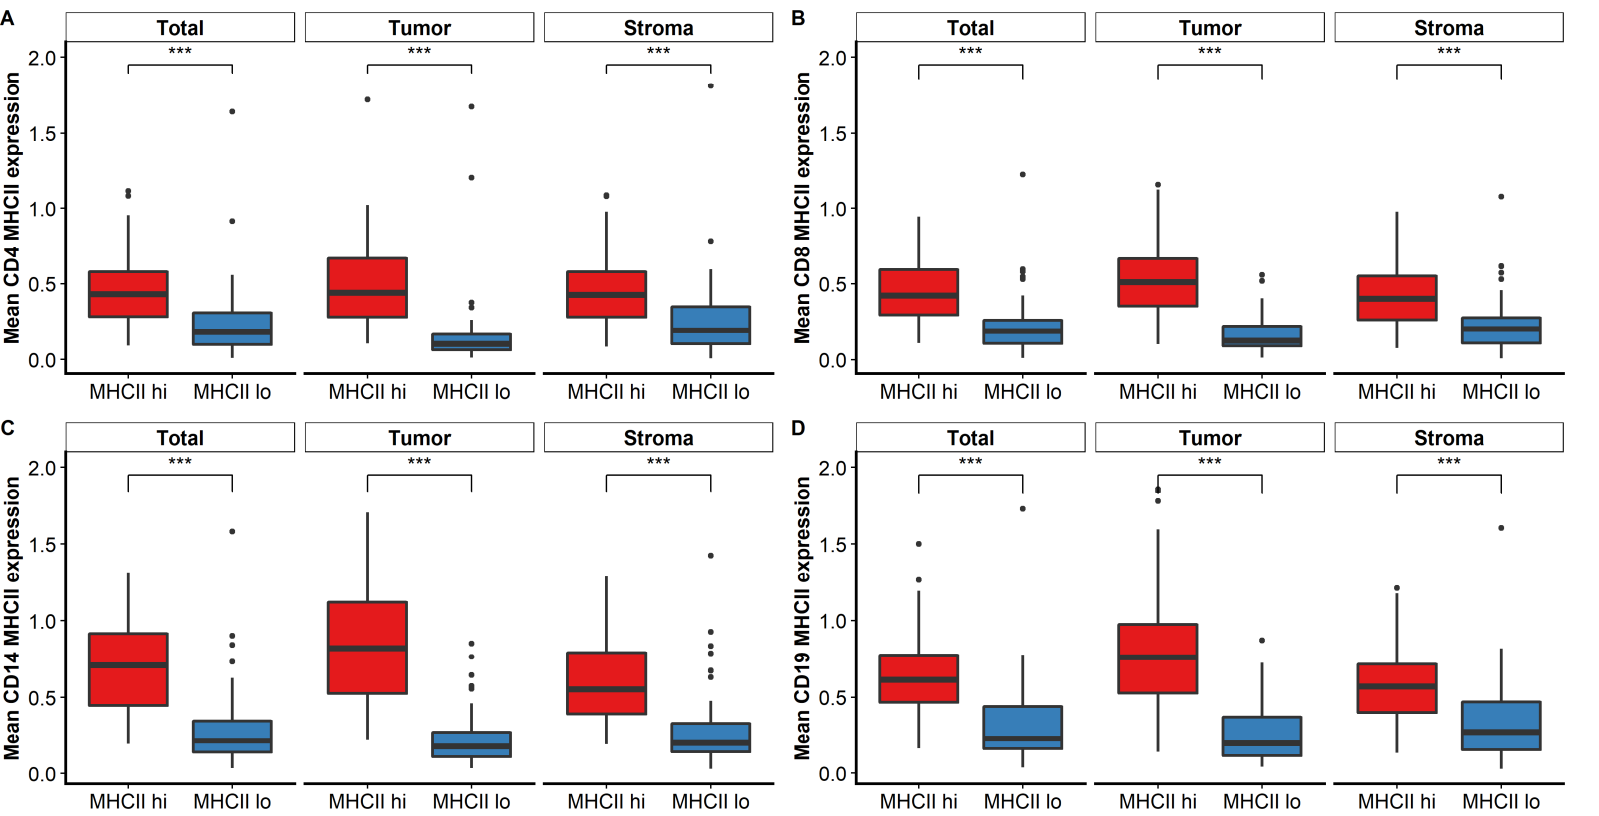 A
Total
Tumor
Stroma
***
***
***
Mean CD4 MHCII expression
2.0
1.5
1.0
0.5
0.0
MHCII hi
MHCII lo
MHCII hi
MHCII lo
MHCII hi
MHCII lo
B
Total
Tumor
Stroma
***
***
***
Mean CD8 MHCII expression
2.0
1.5
1.0
0.5
0.0
MHCII hi
MHCII lo
MHCII hi
MHCII lo
MHCII hi
MHCII lo
C
Total
Tumor
Stroma
***
***
***
Mean CD14 MHCII expression
2.0
1.5
1.0
0.5
0.0
MHCII hi
MHCII lo
MHCII hi
MHCII lo
MHCII hi
MHCII lo
D
Total
Tumor
Stroma
***
***
***
Mean CD19 MHCII expression
2.0
1.5
1.0
0.5
0.0
MHCII hi
MHCII lo
MHCII hi
MHCII lo
MHCII hi
MHCII lo